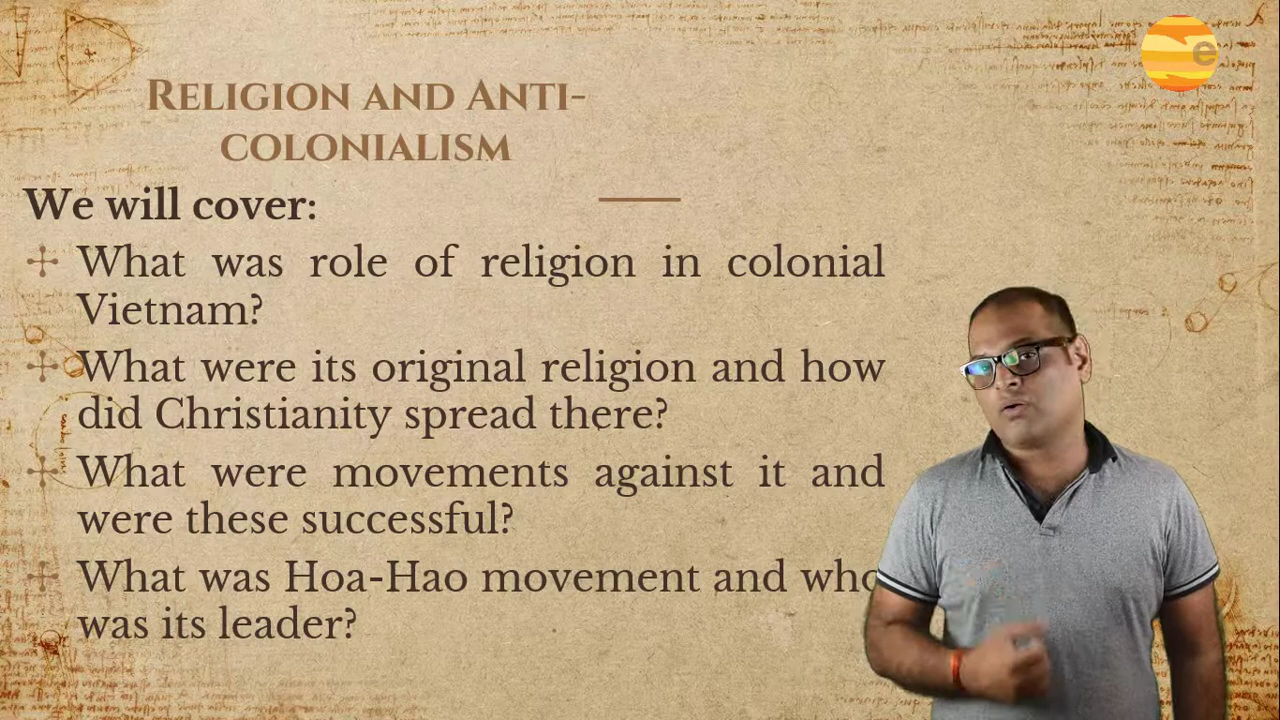 Religion and Anti-
colonialism
We will cover:
What was role of religion in colonial
Vietnam?
What were its original religion and how
did Christianity spread there?
What were movements against it and
were these successful?
What was Hoa-Hao movement and who
was its leader?
e